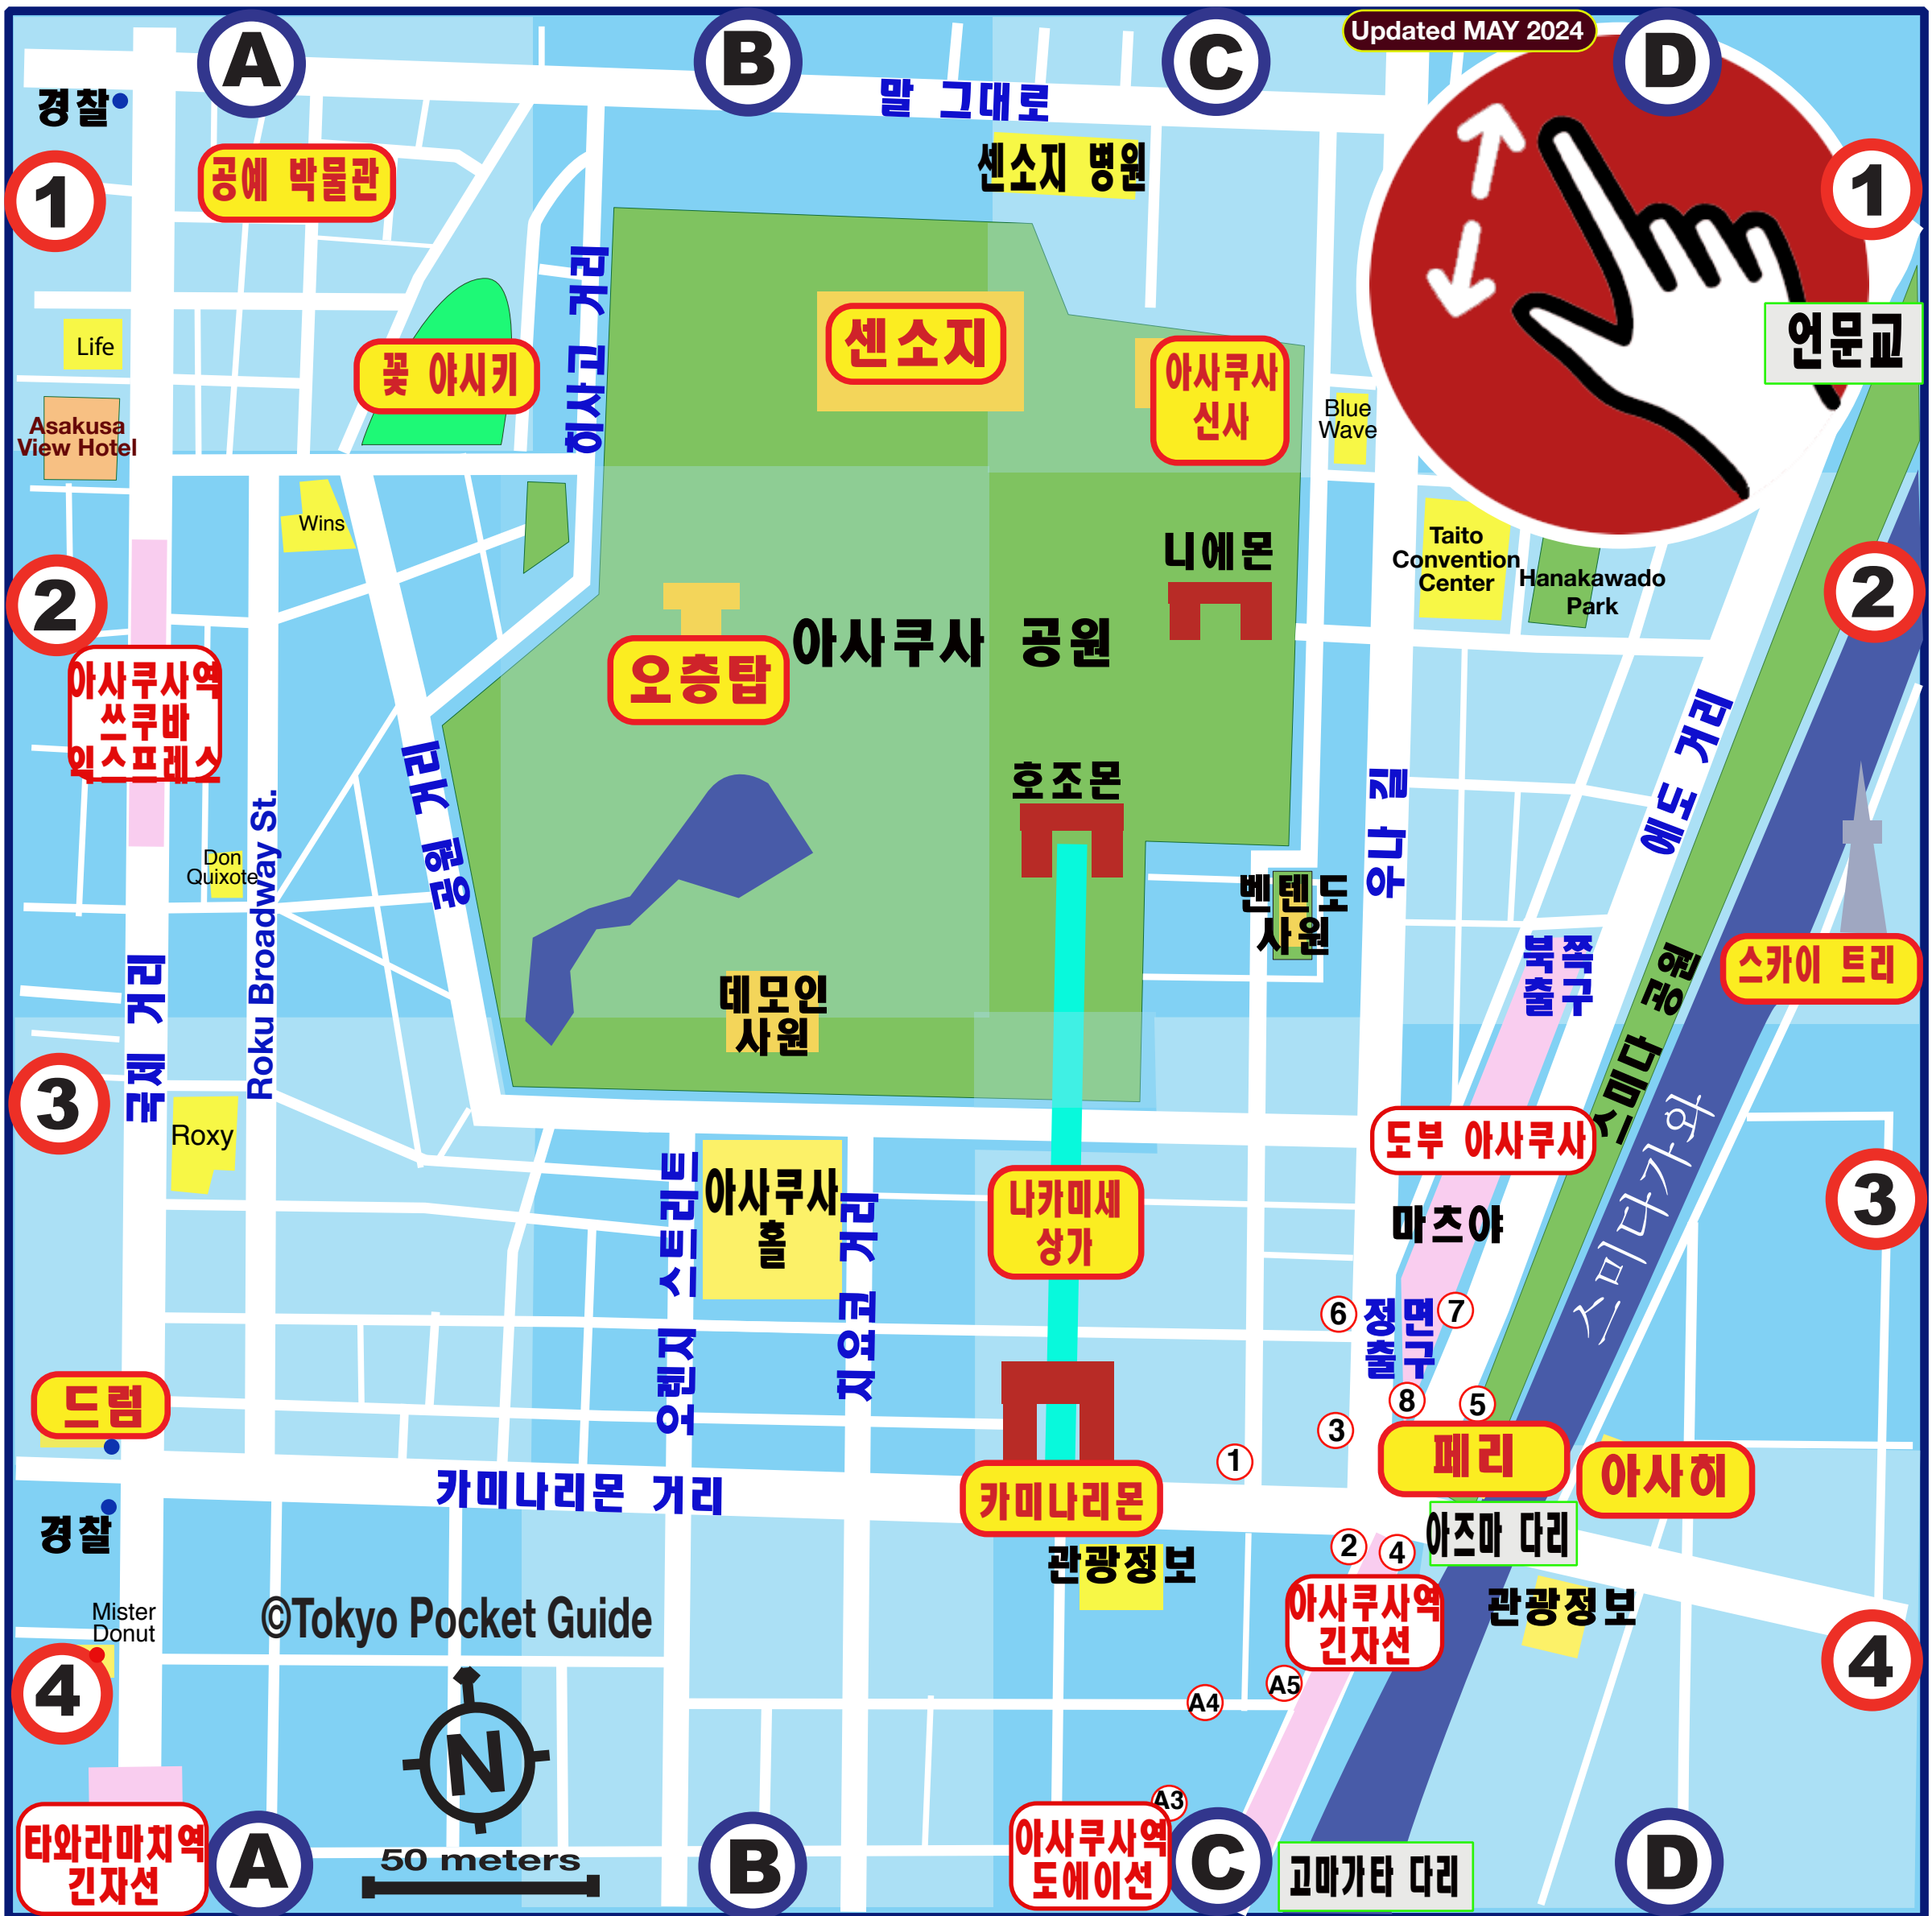 Updated MAY 2024
A
B
C
D
경찰
말 그대로
1
공예 박물관
센소지 병원
1
히사고 거리
Life
꽃 야시키
센소지
아사쿠사
신사
언문교
Asakusa
View Hotel
Blue
Wave
Wins
니에몬
Taito
Convention
Center
Hanakawado
Park
2
2
아사쿠사 공원
오층탑
아사쿠사역
쓰쿠바
익스프레스
공원 거리
호조몬
우나 길
에도 거리
Don
Quixote
Roku Broadway St.
벤텐도
사원
북쪽
출구
스카이 트리
국제 거리
데모인
사원
스미다 공원
3
Roxy
도부 아사쿠사
스미다가와
3
오렌지 스트리트
아사쿠사
홀
치요코 거리
나카미세
상가
마츠야
6
정면
출구
7
드럼
8
5
3
1
페리
아사히
카미나리몬 거리
카미나리몬
경찰
관광정보
2
4
아즈마 다리
Mister
Donut
©Tokyo Pocket Guide
아사쿠사역
긴자선
관광정보
4
N
A4
A5
4
50 meters
A3
타와라마치역
긴자선
A
B
아사쿠사역
도에이선
C
고마가타 다리
D